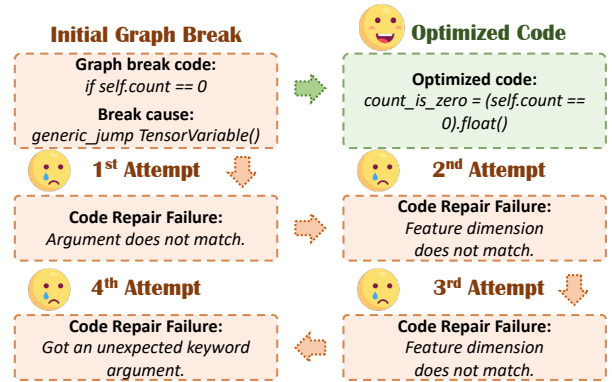 Initial Graph Break
Optimized Code
Graph break code:
if self.count == 0
Break cause:
generic_jump TensorVariable()
Optimized code:
count_is_zero = (self.count ==
0).float()
1st Attempt
2nd Attempt
Code Repair Failure:
Argument does not match.
Code Repair Failure:
Feature dimension
does not match.
4th Attempt
3rd Attempt
Code Repair Failure:
Got an unexpected keyword
argument.
Code Repair Failure:
Feature dimension
does not match.